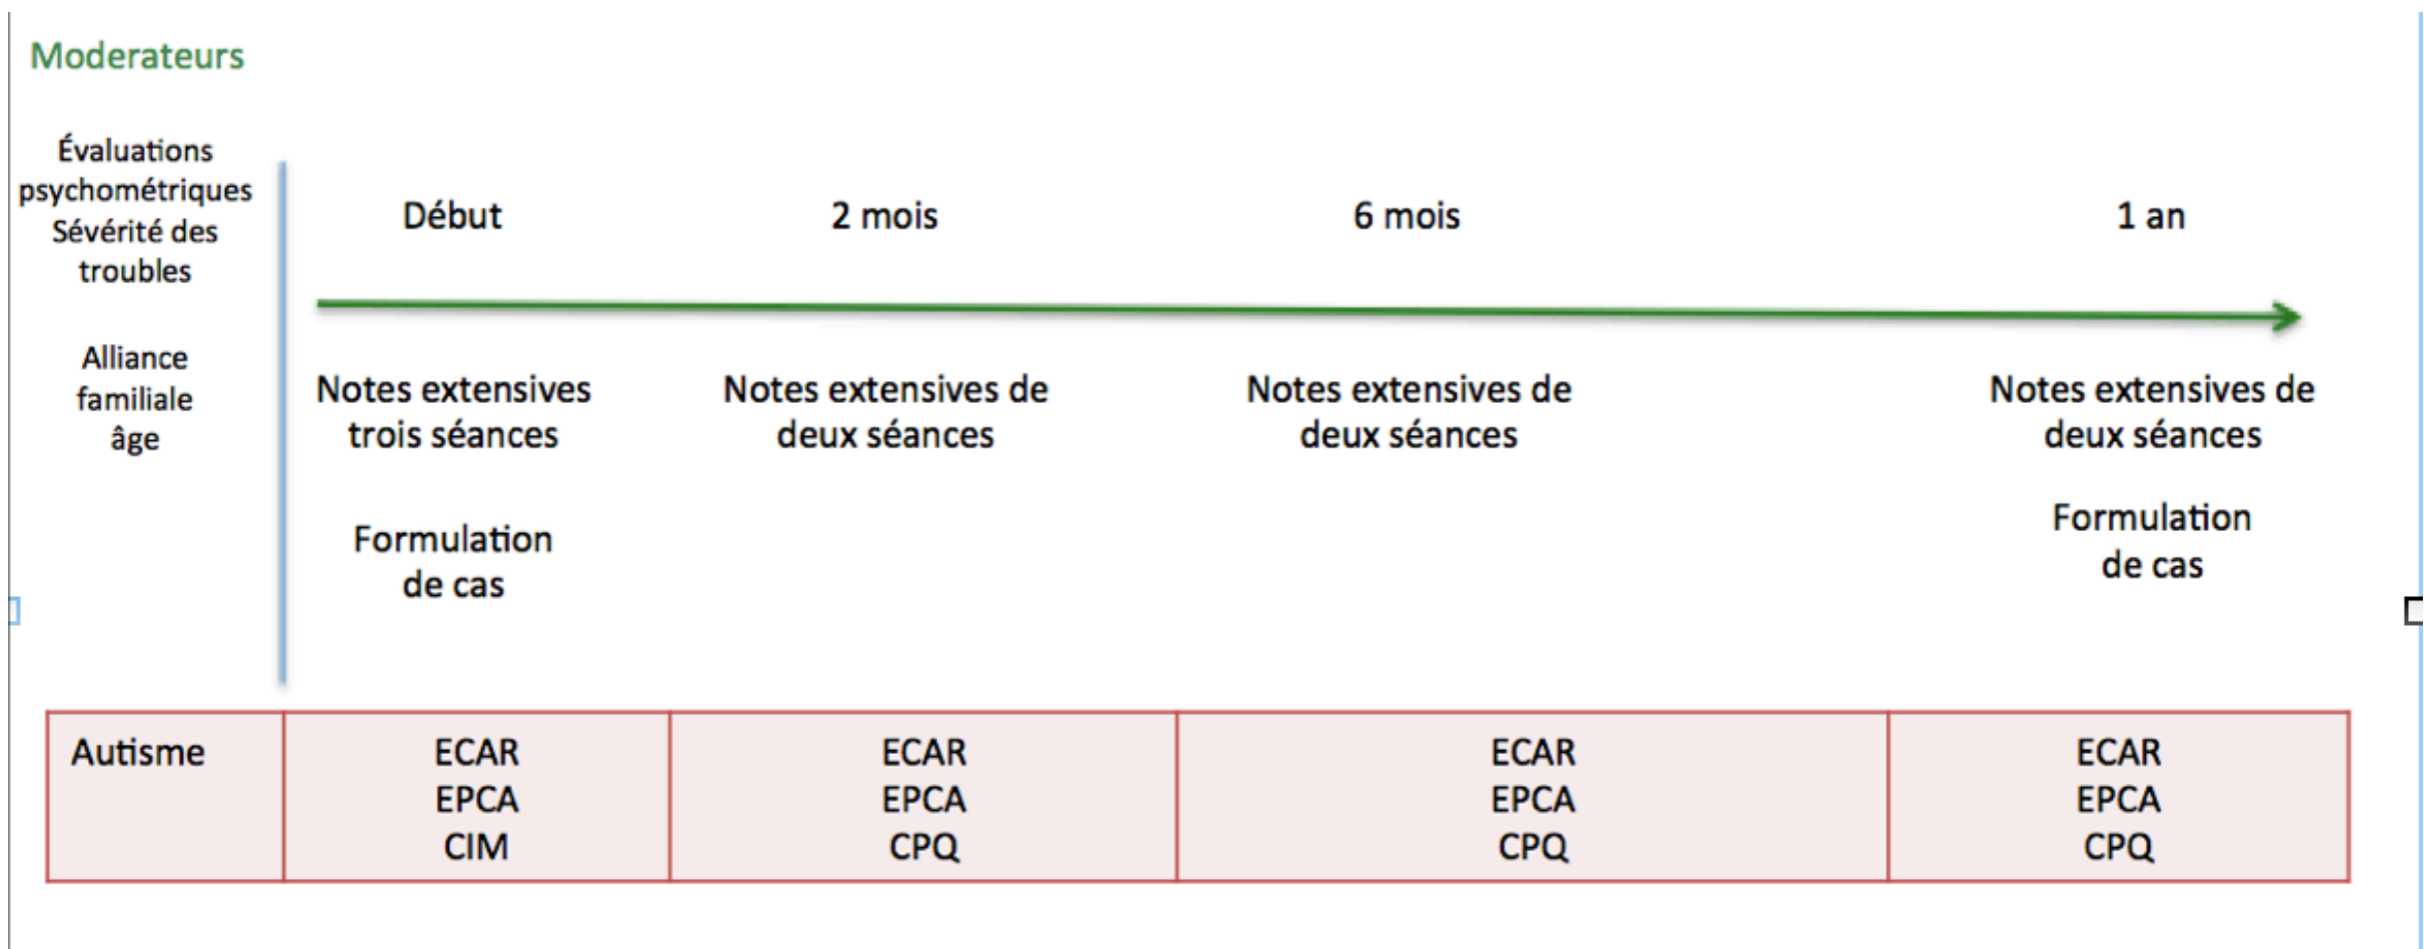 Moderateurs
Évaluations
psychométriques
Sévérité des
troubles
Alliance
familiale
âge
Début
2 mois
6 mois
1 an
Notes extensives
trois séances
Notes extensives de
deux séances
Notes extensives de
deux séances
Notes extensives de
deux séances
Formulation
de cas
Formulation
de cas
Autisme
ECAR
EPCA
CIM
ECAR
EPCA
CPQ
ECAR
EPCA
CPQ
ECAR
EPCA
CPQ